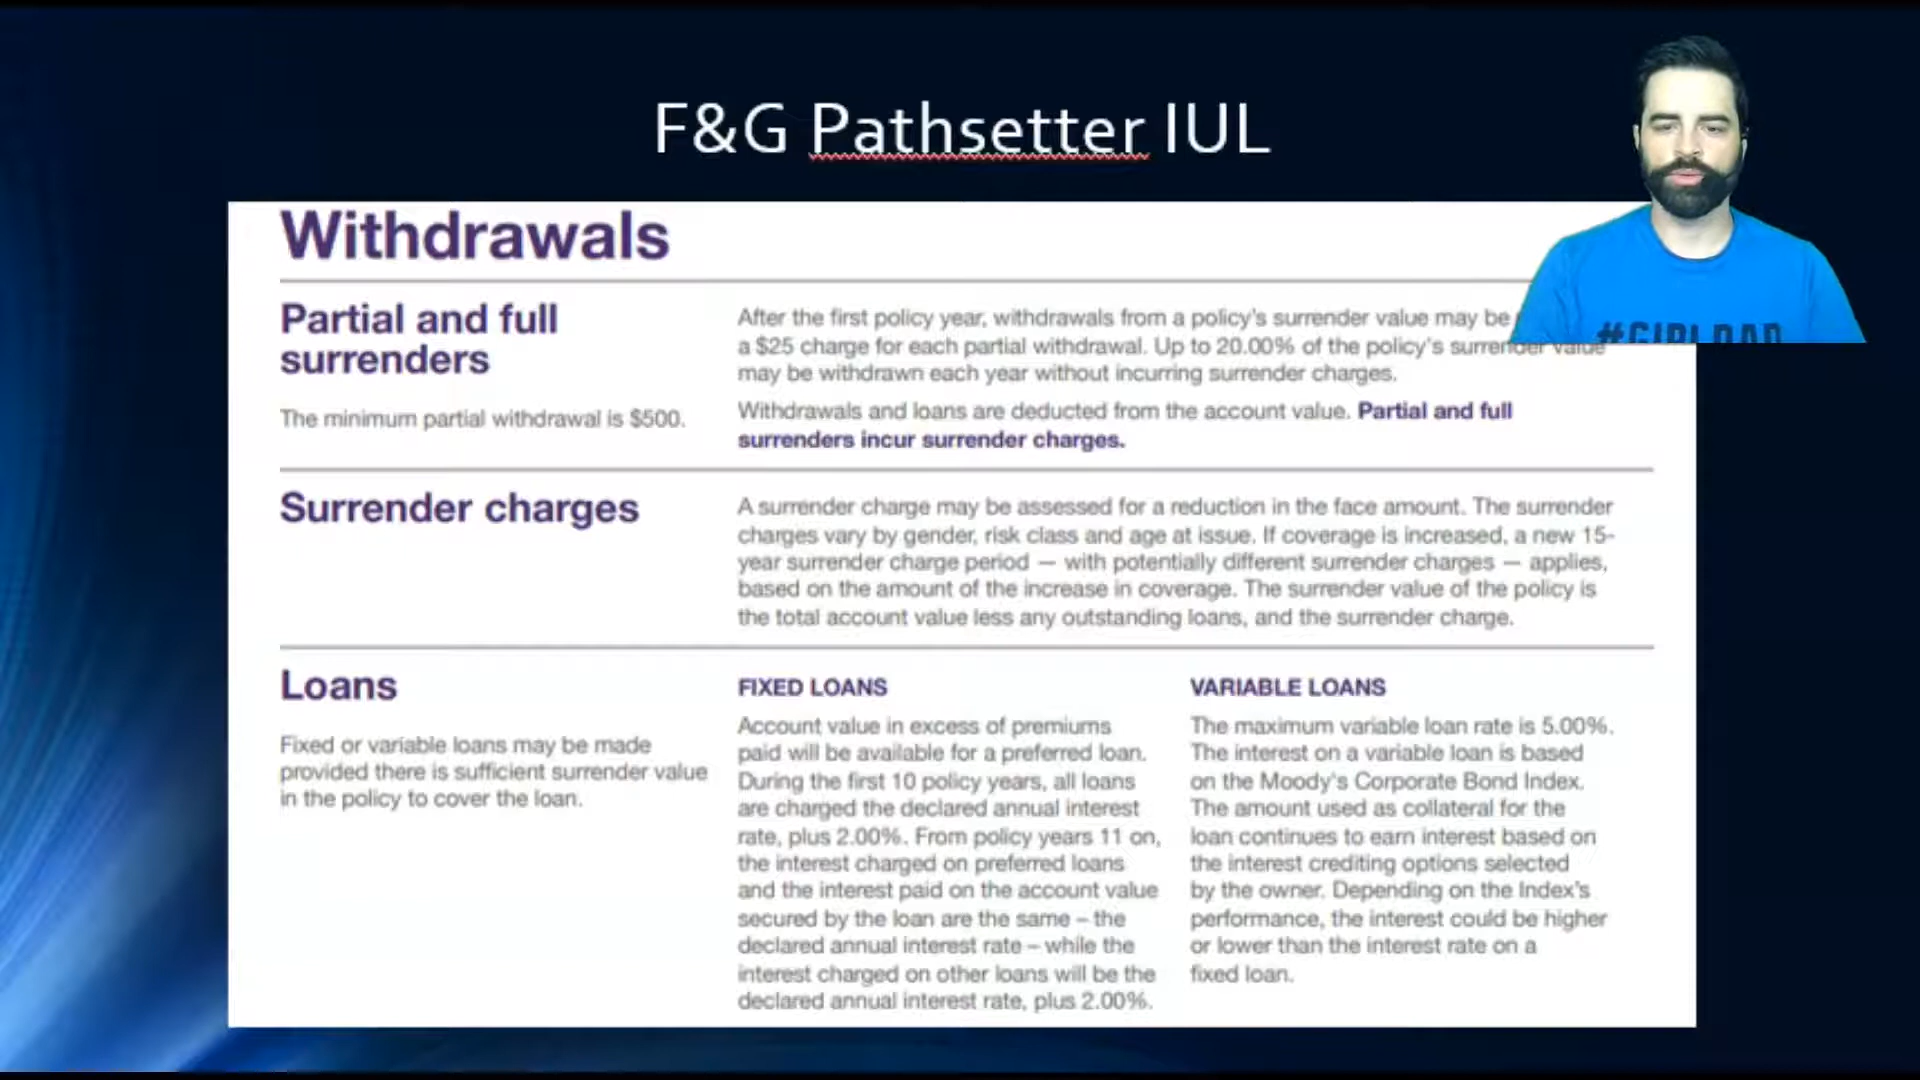 F&G Pathsetter IUL
Withdrawals
Partial and full
surrenders
The minimum partial withdrawal is $500.
After the first policy year, withdrawals from a policy's surrender value may be
a $25 charge for each partial withdrawal. Up to 20.00% of the policy's surrender value
may be withdrawn each year without incurring surrender charges.
Withdrawals and loans are deducted from the account value. Partial and full
surrenders incur surrender charges.
Surrender charges
A surrender charge may be assessed for a reduction in the face amount. The surrender
charges vary by gender, risk class and age at issue. If coverage is increased, a new 15-
year surrender charge period — with potentially different surrender charges — applies,
based on the amount of the increase in coverage. The surrender value of the policy is
the total account value less any outstanding loans, and the surrender charge.
Loans
Fixed or variable loans may be made
provided there is sufficient surrender value
in the policy to cover the loan.
FIXED LOANS
Account value in excess of premiums
paid will be available for a preferred loan.
During the first 10 policy years, all loans
are charged the declared annual interest
rate, plus 2.00%. From policy years 11 on,
the interest charged on preferred loans
and the interest paid on the account value
secured by the loan are the same – the
declared annual interest rate – while the
interest charged on other loans will be the
declared annual interest rate, plus 2.00%.
VARIABLE LOANS
The maximum variable loan rate is 5.00%.
The interest on a variable loan is based
on the Moody's Corporate Bond Index.
The amount used as collateral for the
loan continues to earn interest based on
the interest crediting options selected
by the owner. Depending on the Index's
performance, the interest could be higher
or lower than the interest rate on a
fixed loan.
#GIRLDAD